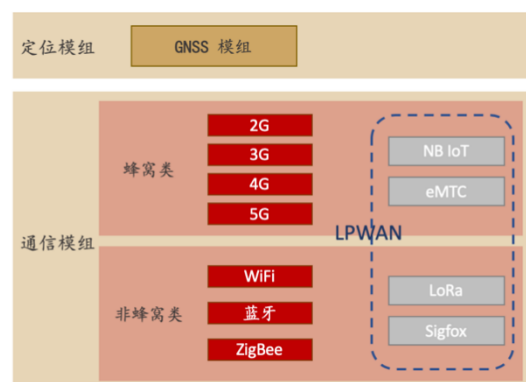 定位模组
GNSS 模组
通信模组
蜂窝类
2G
3G
4G
5G
NB IoT
eMTC
LPWAN
非蜂窝类
WiFi
蓝牙
ZigBee
LoRa
Sigfox